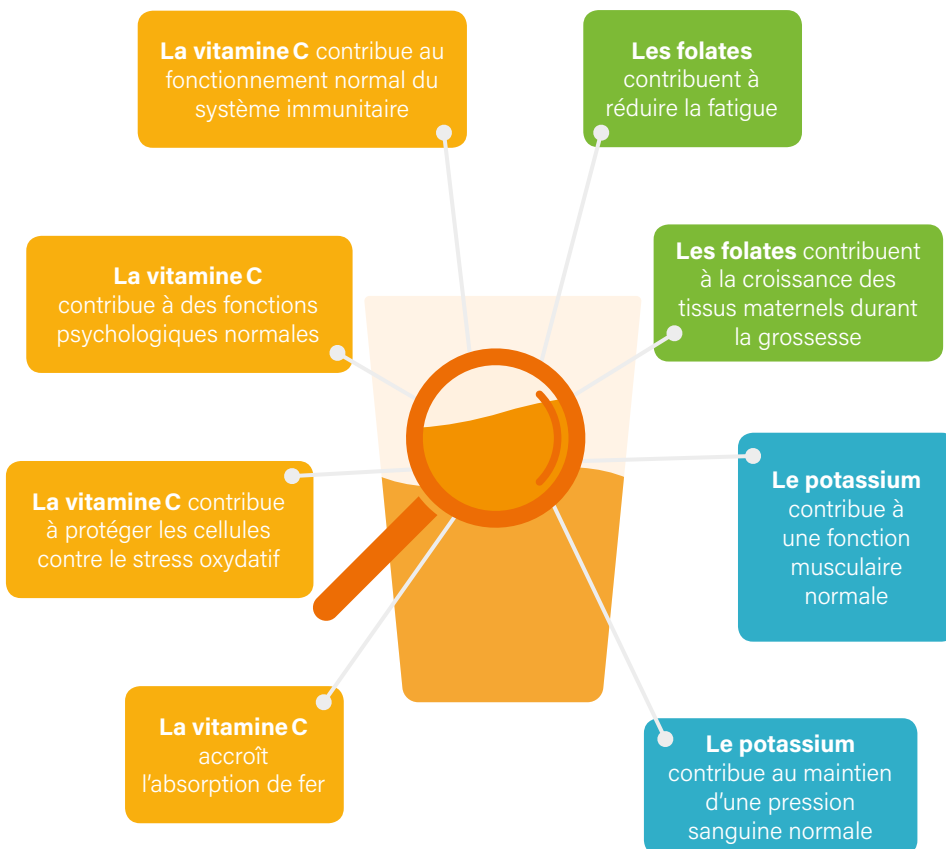 La vitamine C contribue au
fonctionnement normal du
système immunitaire
Les folates
contribuent à
réduire la fatigue
La vitamine C
contribue à des fonctions
psychologiques normales
Les folates contribuent
à la croissance des
tissus maternels durant
la grossesse
La vitamine C contribue
à protéger les cellules
contre le stress oxydatif
Le potassium
contribue à
une fonction
musculaire
normale
La vitamine C
accroît
l'absorption de fer
Le potassium
contribue au maintien
d'une pression
sanguine normale